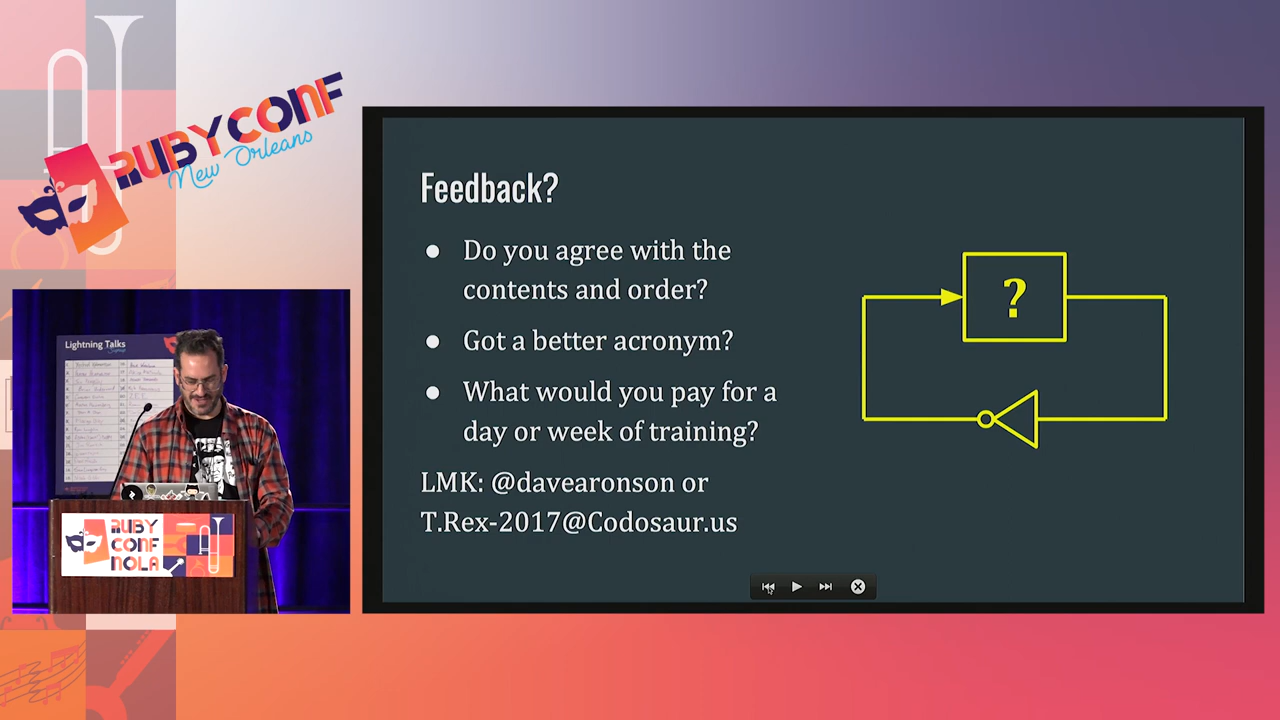 RUBYCONF
New Orleans
Lightning Talks
Signup
RUBY
CONF
NOLA
Feedback?
● Do you agree with the
contents and order?
● Got a better acronym?
● What would you pay for a
day or week of training?
LMK: @davearonson or
T.Rex-2017@Codosaur.us
?